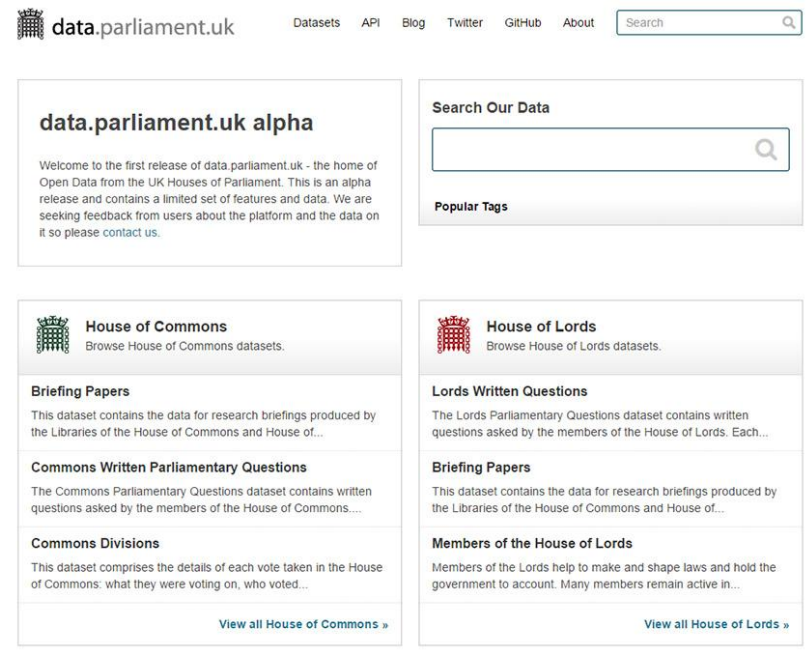 data.parliament.uk
Datasets API Blog Twitter GitHub About Search
data.parliament.uk alpha
Welcome to the first release of data.parliament.uk - the home of
Open Data from the UK Houses of Parliament. This is an alpha
release and contains a limited set of features and data. We are
seeking feedback from users about the platform and the data on
it so please contact us.
Search Our Data
Popular Tags
House of Commons
Browse House of Commons datasets.
Briefing Papers
This dataset contains the data for research briefings produced by
the Libraries of the House of Commons and House of...
Commons Written Parliamentary Questions
The Commons Parliamentary Questions dataset contains written
questions asked by the members of the House of Commons....
Commons Divisions
This dataset comprises the details of each vote taken in the House
of Commons: what they were voting on, who voted...
View all House of Commons »
House of Lords
Browse House of Lords datasets.
Lords Written Questions
The Lords Parliamentary Questions dataset contains written
questions asked by the members of the House of Lords. Each...
Briefing Papers
This dataset contains the data for research briefings produced by
the Libraries of the House of Commons and House of...
Members of the House of Lords
Members of the Lords help to make and shape laws and hold the
government to account. Many members remain active in...
View all House of Lords »